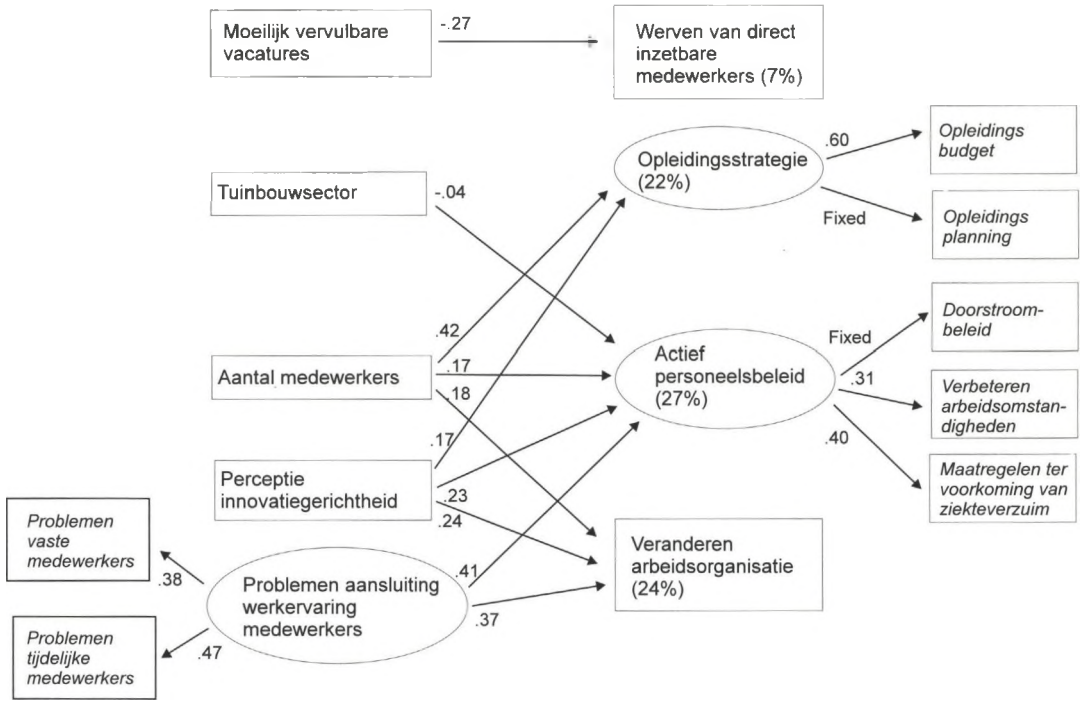 Moeilijk vervulbare
vacatures
-.27
Werven van direct
inzetbare
medewerkers (7%)
Opleidingsstrategie
(22%)
.60
Opleidings
budget
Fixed
Opleidings
planning
Tuinbouwsector
-.04
Aantal medewerkers
.42
.17
.18
Actief
personeelsbeleid
(27%)
Fixed
.31
.40
Doorstroom-
beleid
Verbeteren
arbeidsomstan-
digheden
Maatregelen ter
voorkoming van
ziekteverzuim
Perceptie
innovatiegerichtheid
.17
.23
.24
Problemen
vaste
medewerkers
.38
Problemen aansluiting
werkervaring
medewerkers
.41
.37
Veranderen
arbeidsorganisatie
(24%)
Problemen
tijdelijke
medewerkers
.47